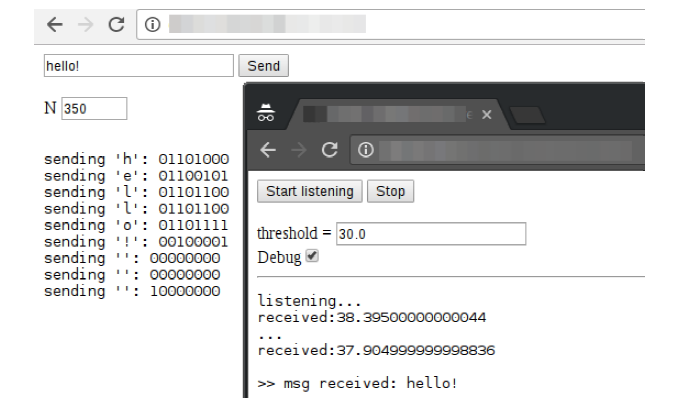 hello! Send
N 350
sending 'h': 01101000
sending 'e': 01100101
sending 'l': 01101100
sending 'l': 01101100
sending 'o': 01101111
sending '!': 00100001
sending '': 00000000
sending '': 00000000
sending '': 10000000
Start listening Stop
threshold = 30.0
Debug
listening...
received:38.39500000000044
...
received:37.904999999998836
>> msg received: hello!